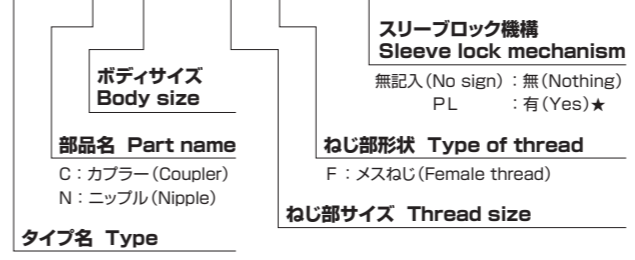 スリーブロック機構
Sleeve lock mechanism
無記入(No sign):無(Nothing)
PL :有(Yes)★
ボディサイズ
Body size
部品名 Part name
C:カプラー(Coupler)
N:ニップル(Nipple)
ねじ部形状 Type of thread
F:メスねじ(Female thread)
ねじ部サイズ Thread size
タイプ名 Type